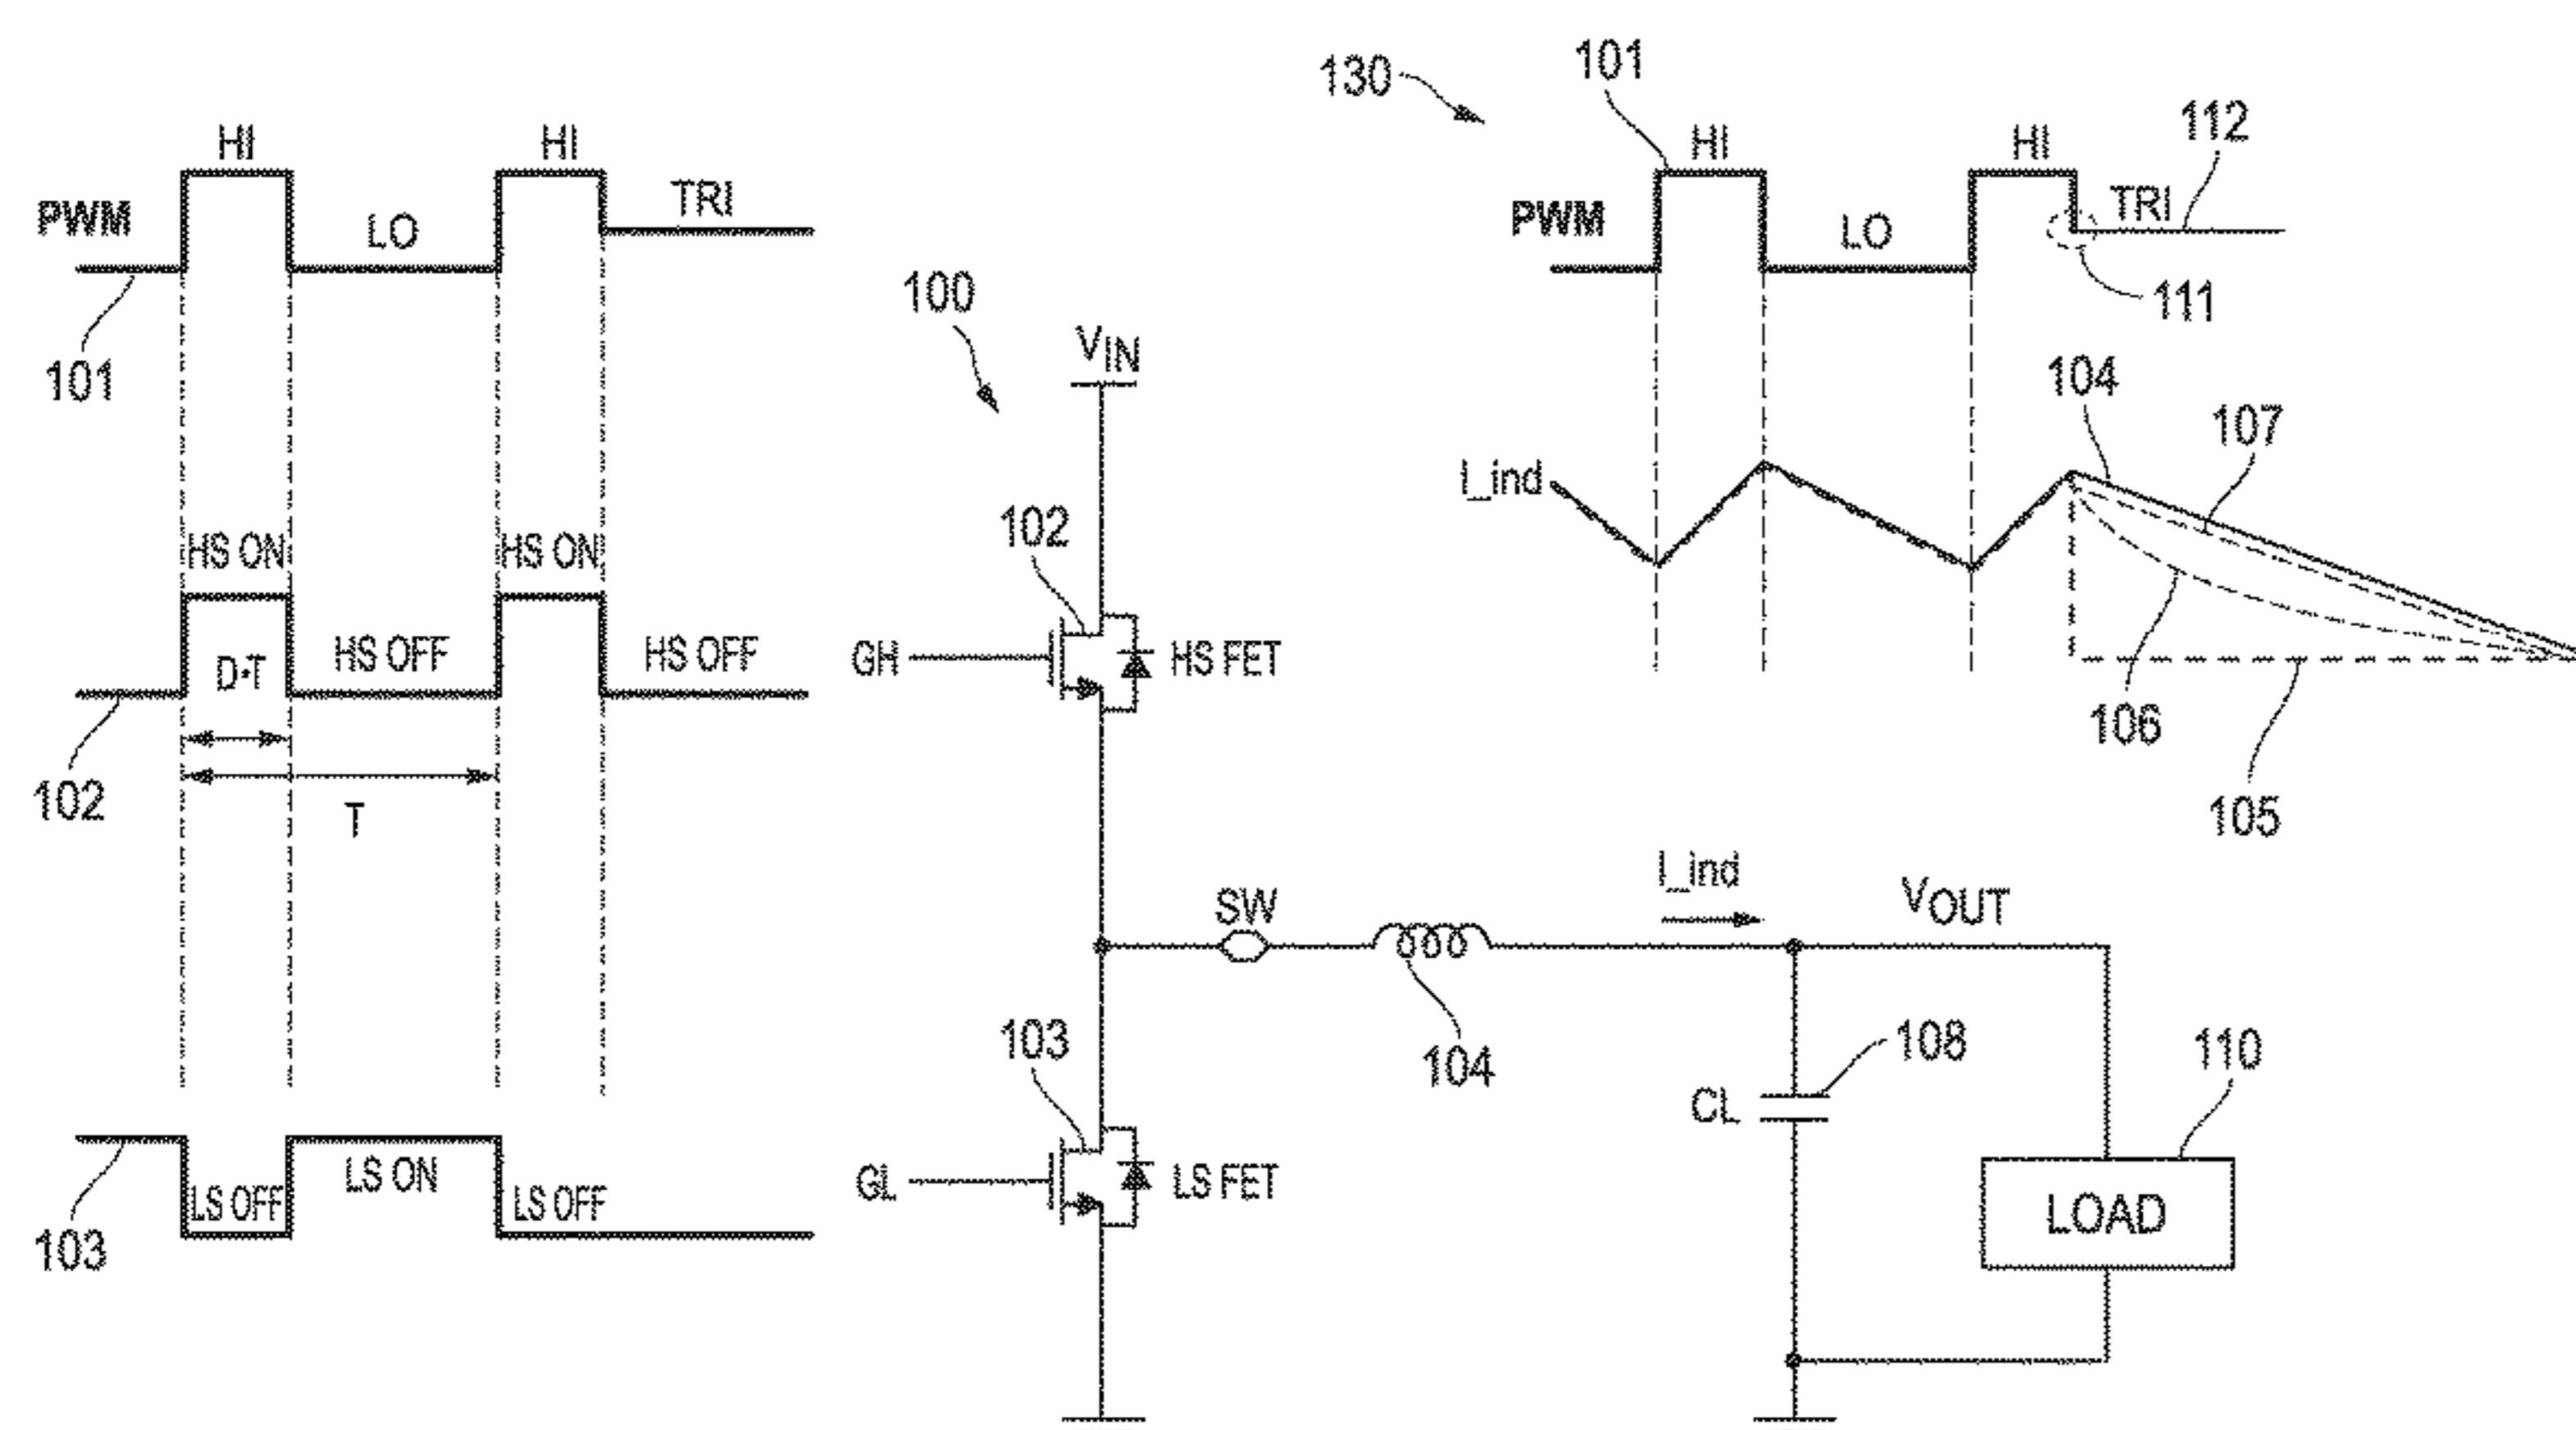 HI HI
PWM LO TRI
101
HS ON HS ON
HS OFF HS OFF
D•T
102
T
LS OFF LS ON LS OFF
103
100
VIN
102
GH HS FET
SW I_ind VOUT
104
103
GL LS FET
CL 108
110
LOAD
130 101
HI HI 112
PWM LO TRI
111
104
107
I_ind
106
105